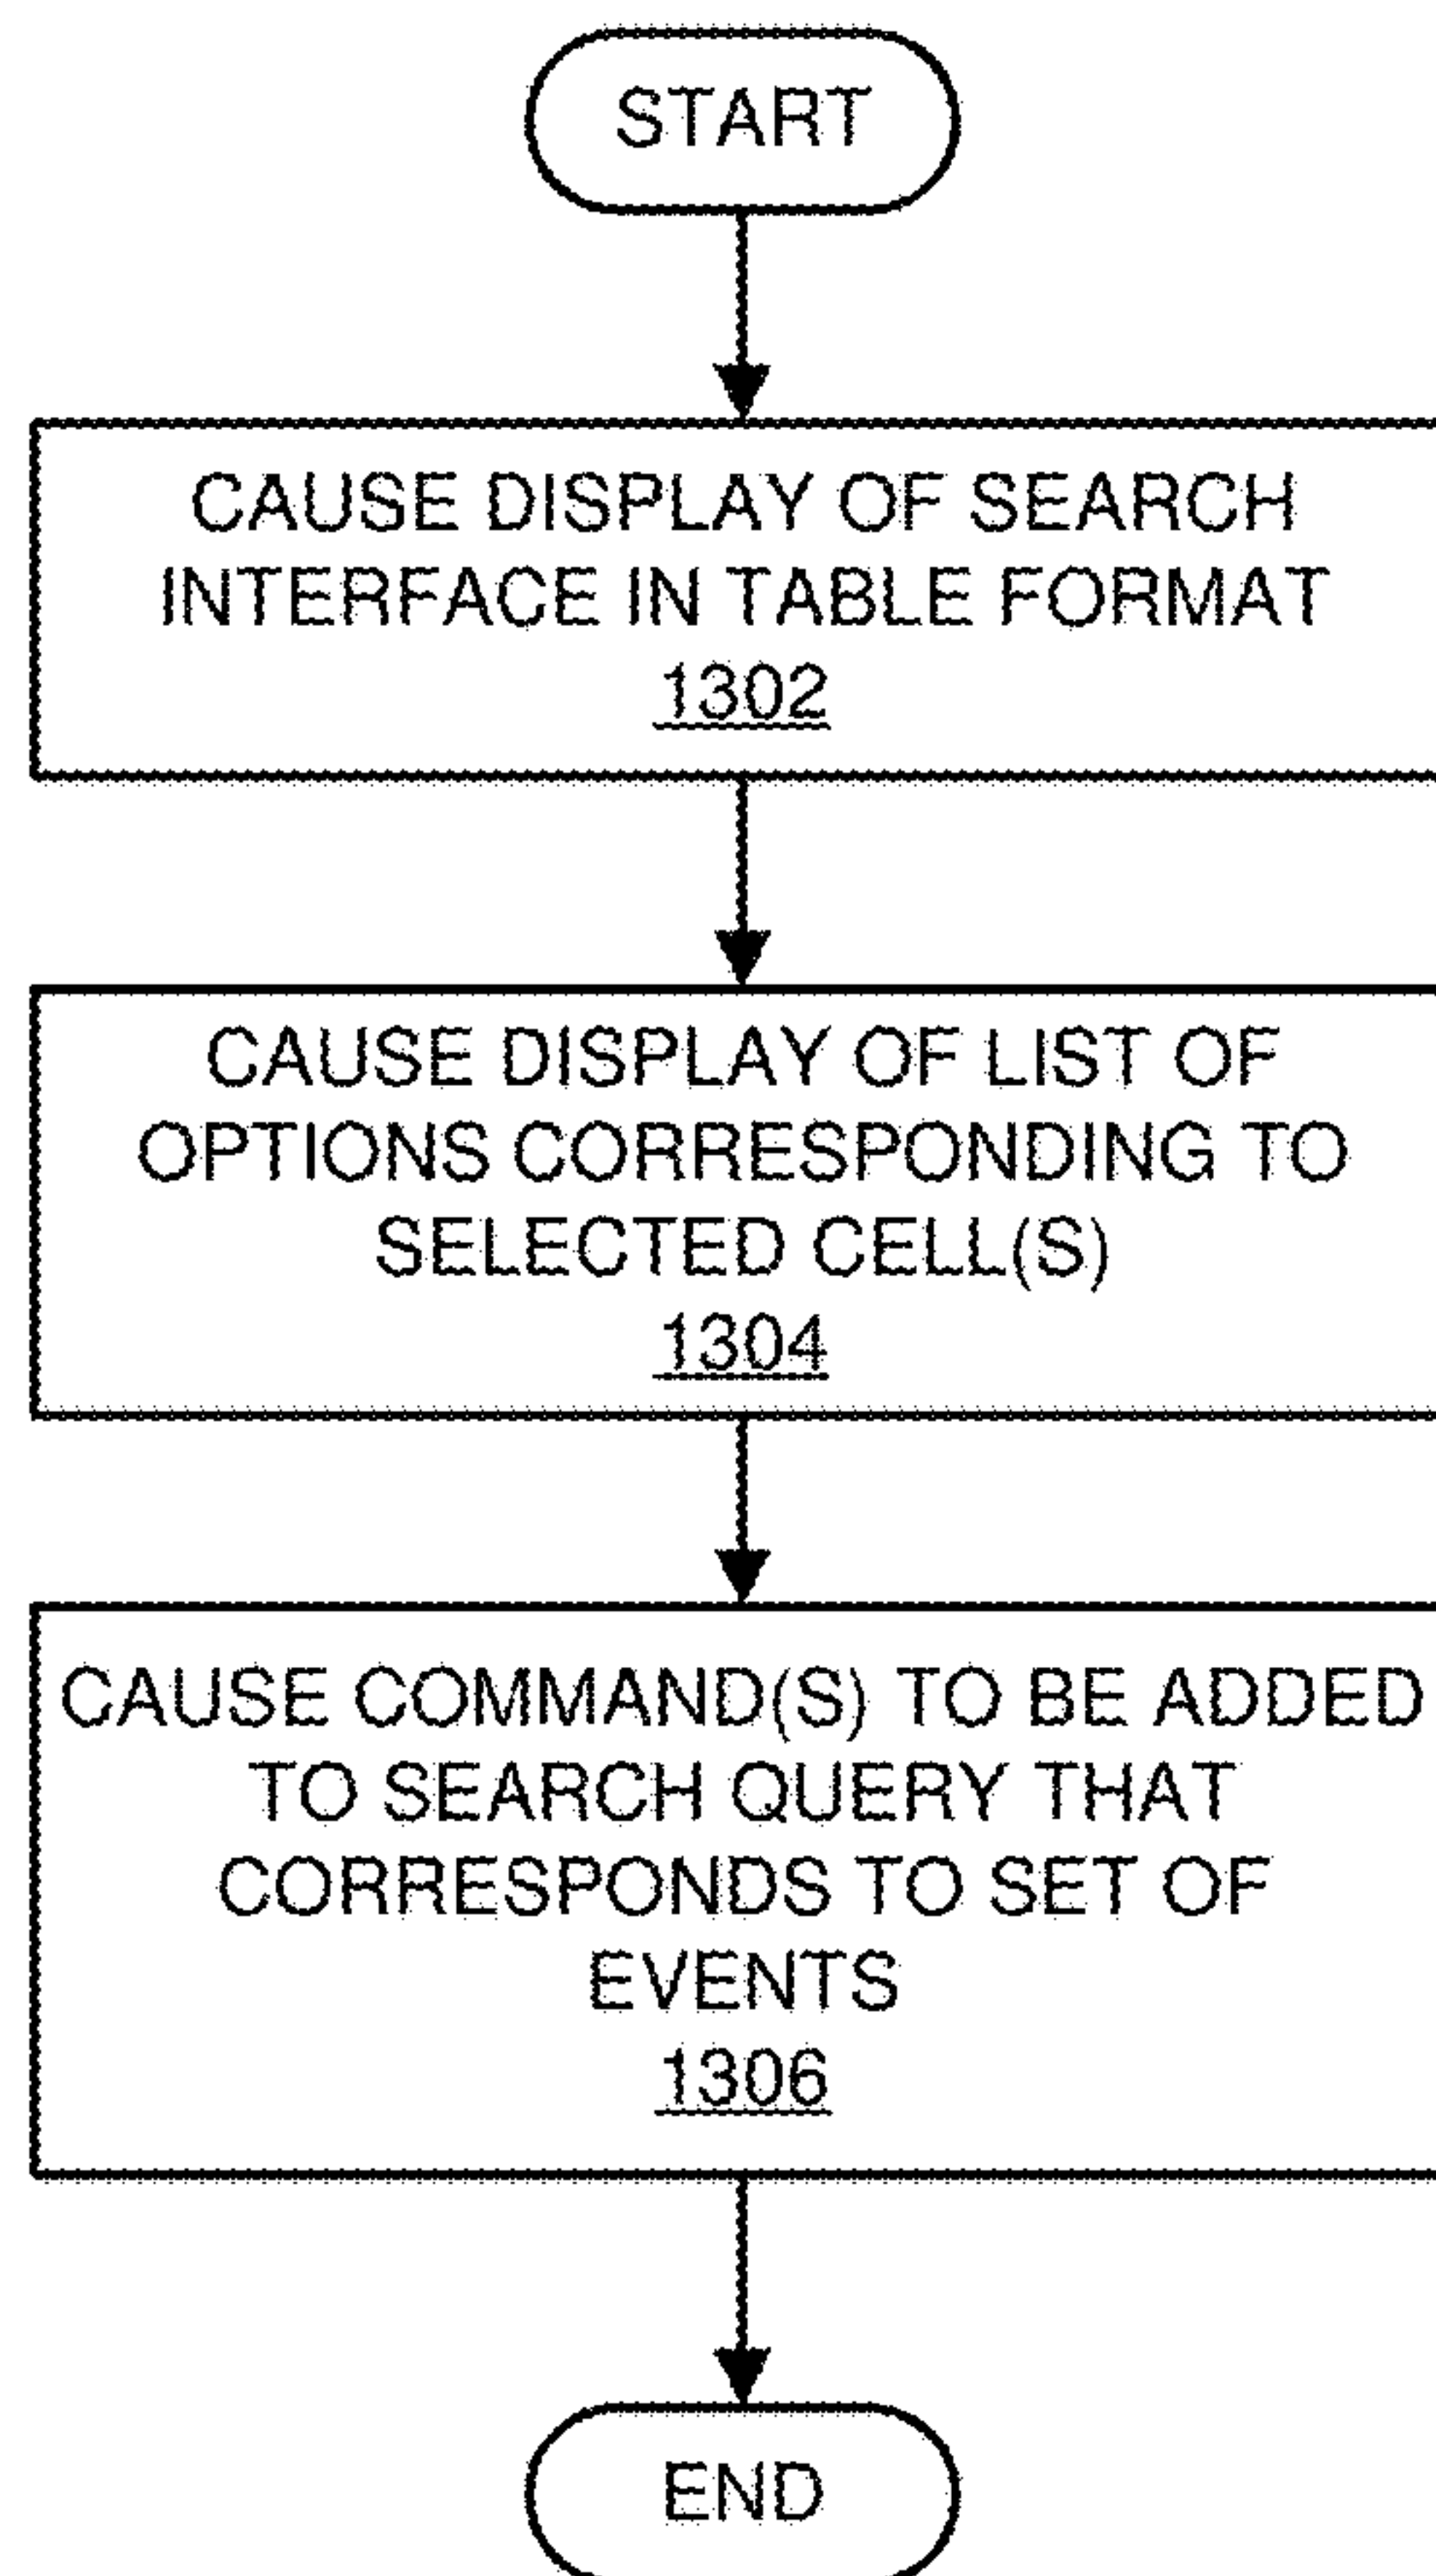 START
CAUSE DISPLAY OF SEARCH
INTERFACE IN TABLE FORMAT
1302
CAUSE DISPLAY OF LIST OF
OPTIONS CORRESPONDING TO
SELECTED CELL(S)
1304
CAUSE COMMAND(S) TO BE ADDED
TO SEARCH QUERY THAT
CORRESPONDS TO SET OF
EVENTS
1306
END